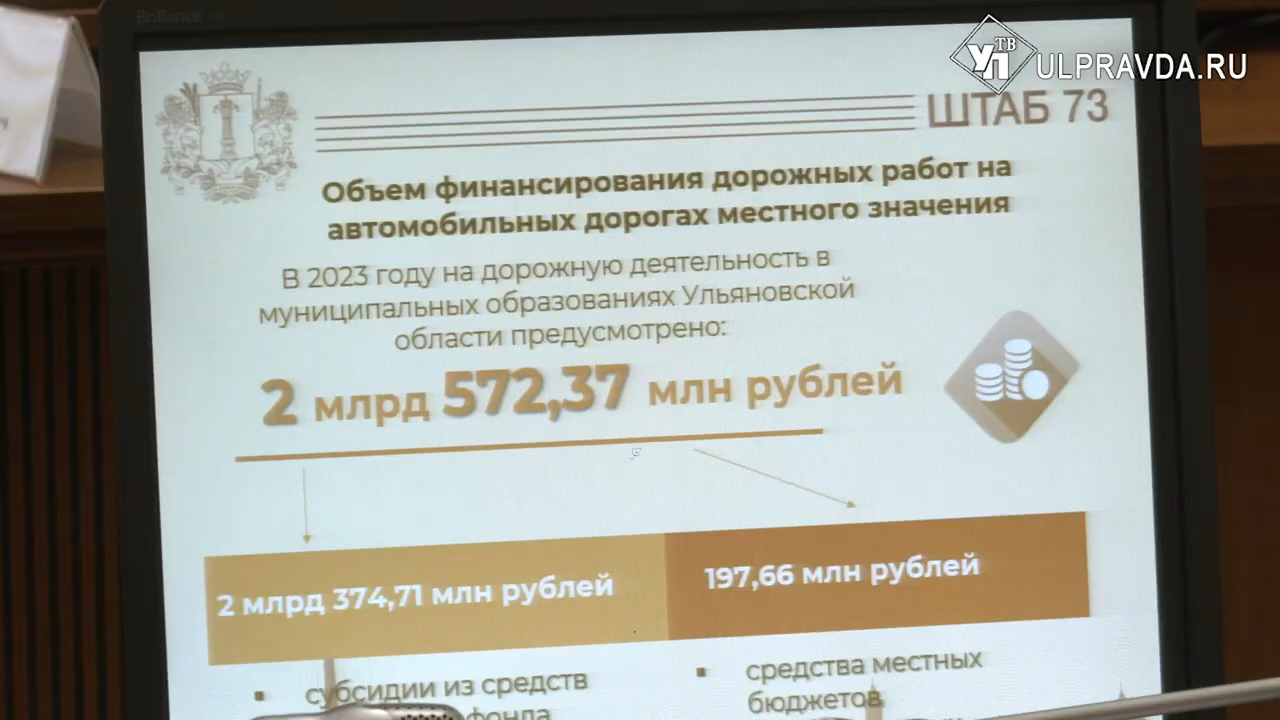 Brilliance
УП ТВ
ULPRAVDA.RU
ШТАБ 73
Объем финансирования дорожных работ на
автомобильных дорогах местного значения
В 2023 году на дорожную деятельность в
муниципальных образованиях Ульяновской
области предусмотрено:
2 млрд 572,37 млн рублей
2 млрд 374,71 млн рублей
197,66 млн рублей
▪ субсидии из средств
фонда
▪ средства местных
бюджетов